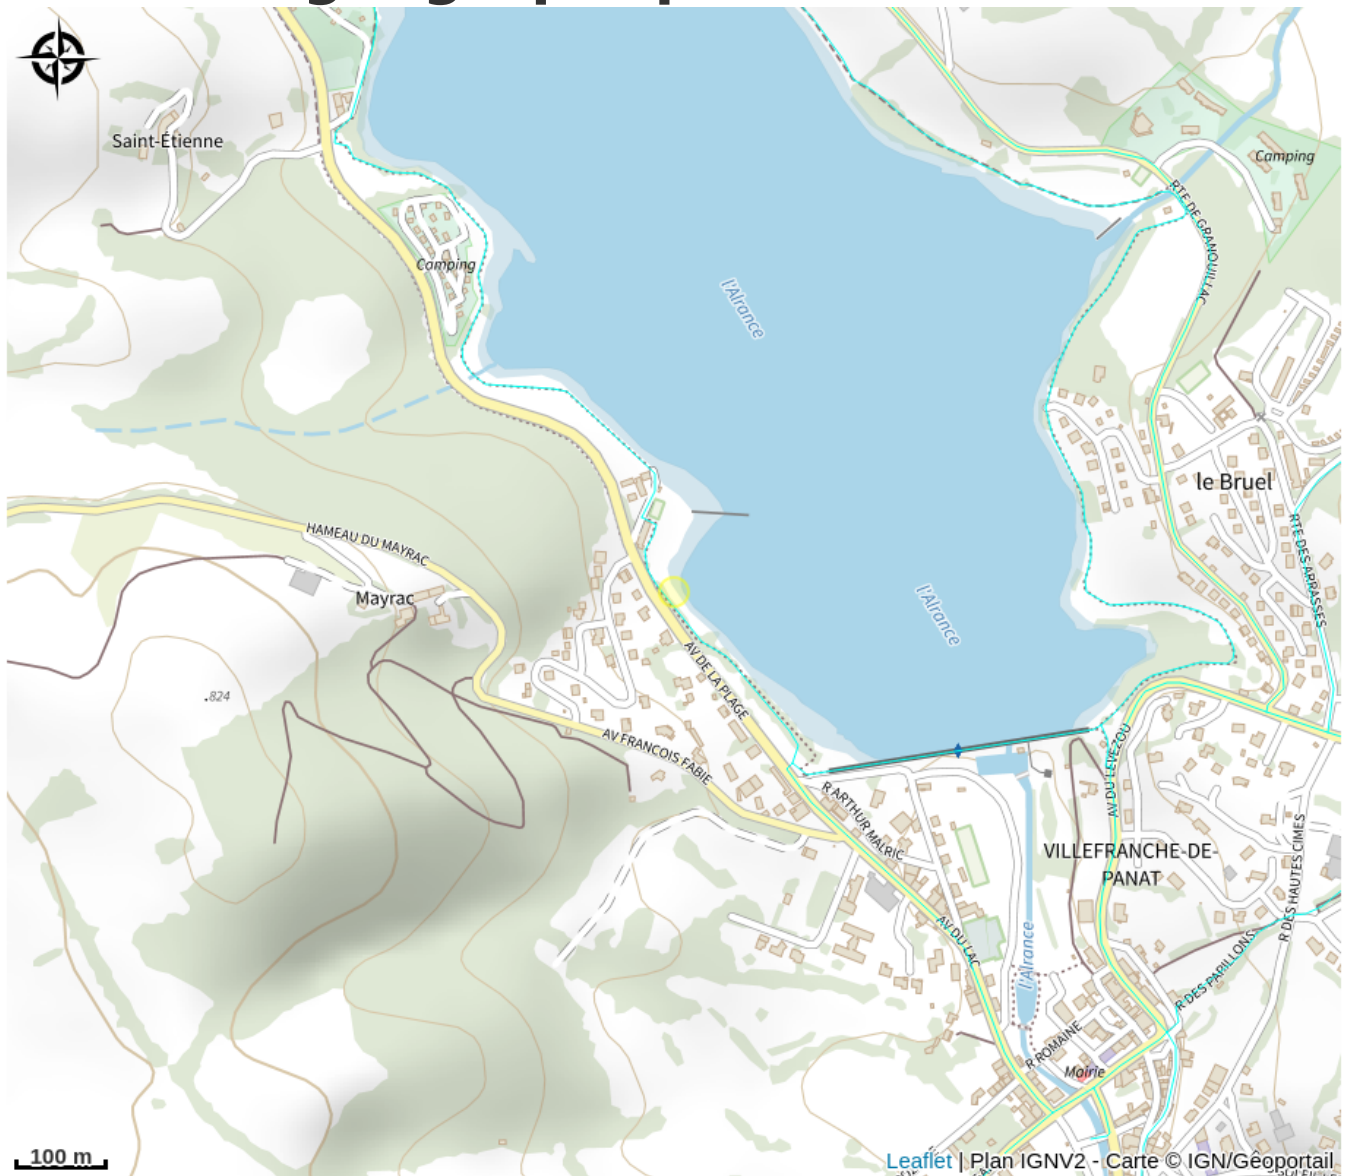 Saint-Étienne
Camping
Camping
RTE DE GRANOUILLAC
l'Alrance
le Bruel
RTE DES ARRASSES
HAMEAU DU MAYRAC
Mayrac
l'Alrance
.824
AV DE LA PLAGE
AV FRANCOIS FABIE
AV DU LEVEZOU
R ARTHUR MALRIC
VILLEFRANCHE-DE-
PANAT
R DES HAUTES CIMES
AV DU LAC
l'Alrance
R DES PAPILLONS
R ROMAINE
Mairie
100 m
Leaflet | Plan IGNV2 - Carte © IGN/Géoportail